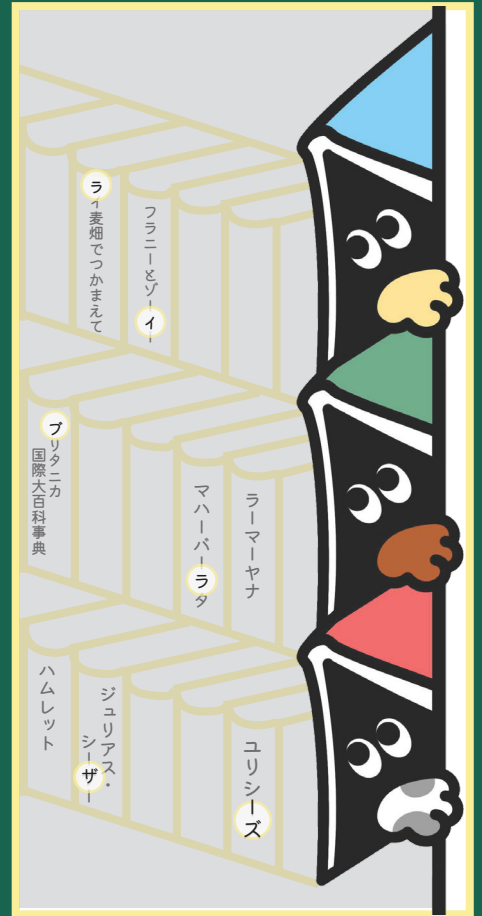 フラニーとゾーイー
ライ麦畑でつかまえて
ラーマーヤナ
マハーバーラタ
ブリタニカ
国際大百科事典
ユリシーズ
ジュリアス・
シーザー
ハムレット